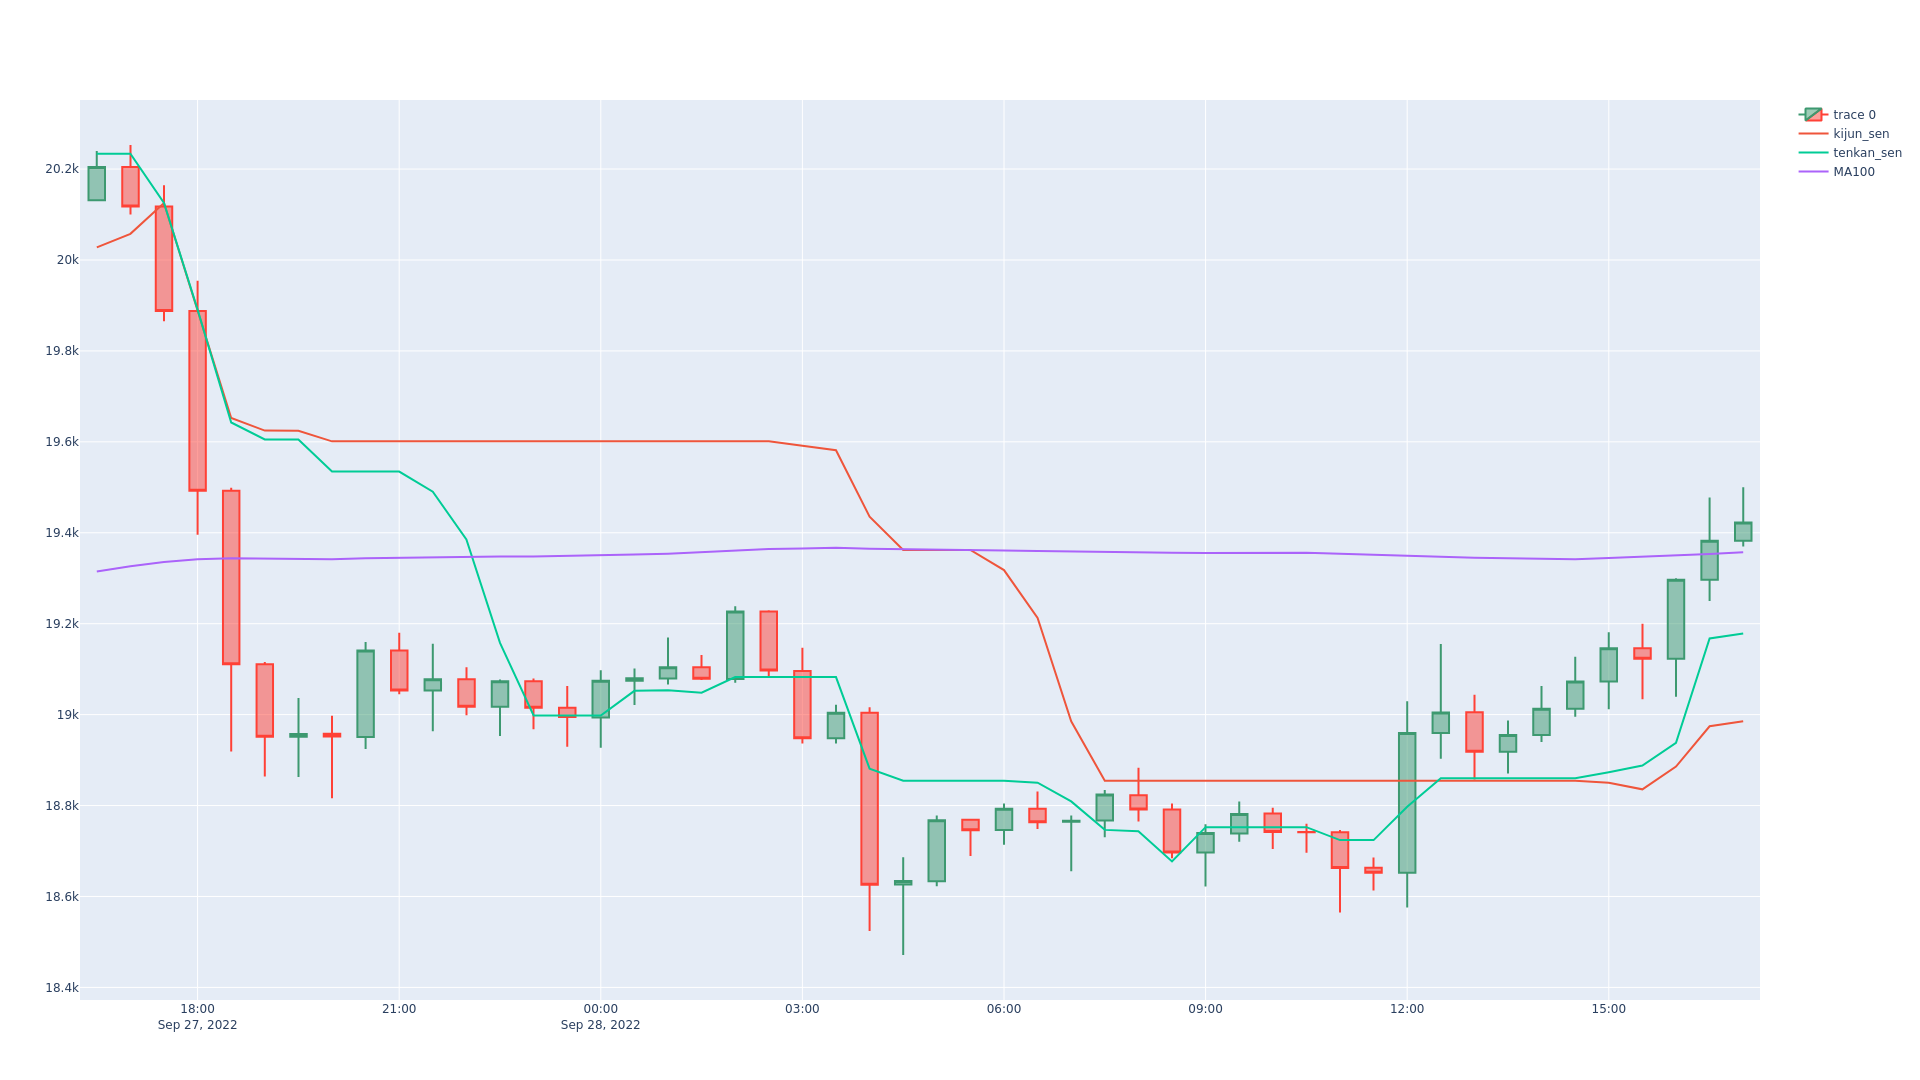 trace 0
kijun_sen
tenkan_sen
MA100
20.2k
20k
19.8k
19.6k
19.4k
19.2k
19k
18.8k
18.6k
18.4k
18:00 21:00 00:00 03:00 06:00 09:00 12:00 15:00
Sep 27, 2022 Sep 28, 2022